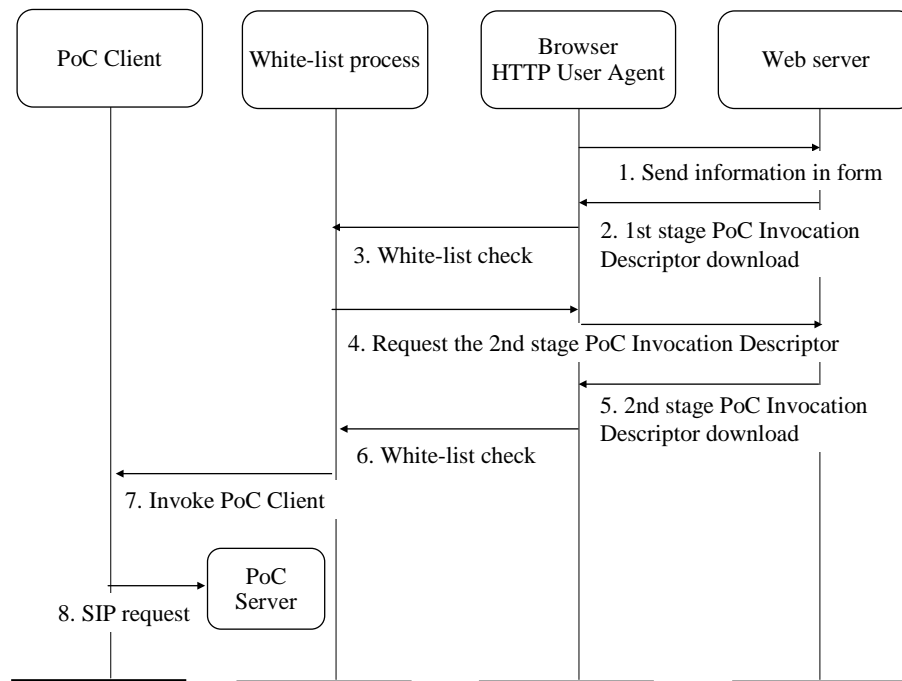 PoC Client
White-list process
Browser
HTTP User Agent
Web server
1. Send information in form
2. 1st stage PoC Invocation
Descriptor download
3. White-list check
4. Request the 2nd stage PoC Invocation Descriptor
5. 2nd stage PoC Invocation
Descriptor download
6. White-list check
7. Invoke PoC Client
PoC
Server
8. SIP request